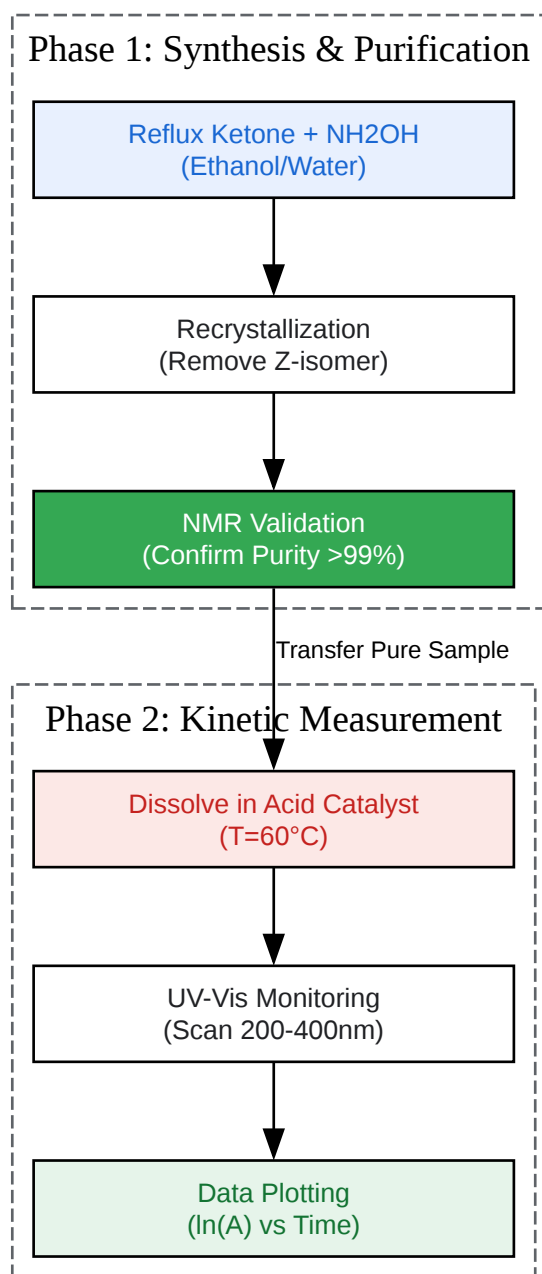 Phase 1: Synthesis & Purification
Reflux Ketone + NH2OH
(Ethanol/Water)
Recrystallization
(Remove Z-isomer)
NMR Validation
(Confirm Purity >99%)
Transfer Pure Sample
Phase 2: Kinetic Measurement
Dissolve in Acid Catalyst
(T=60°C)
UV-Vis Monitoring
(Scan 200-400nm)
Data Plotting
(ln(A) vs Time)